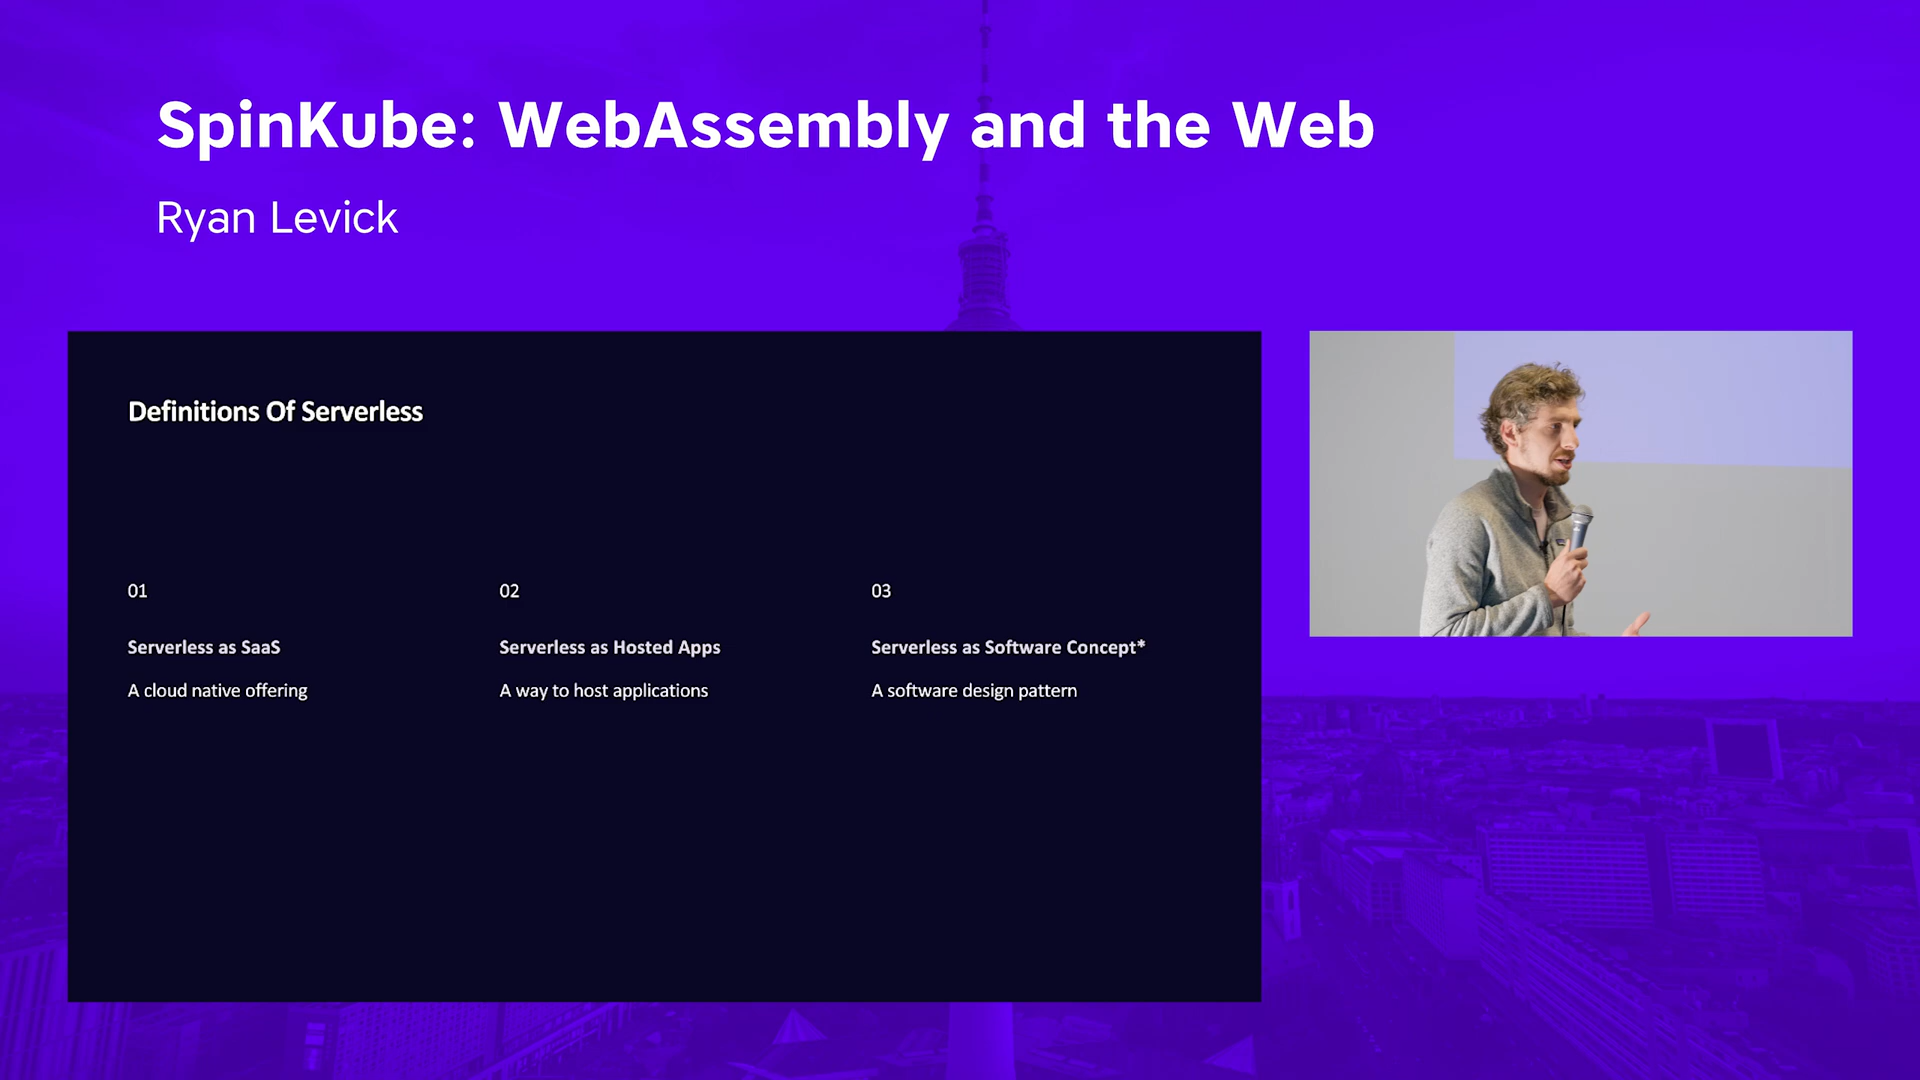 SpinKube: WebAssembly and the Web
Ryan Levick
Definitions Of Serverless
01
Serverless as SaaS
A cloud native offering
02
Serverless as Hosted Apps
A way to host applications
03
Serverless as Software Concept*
A software design pattern